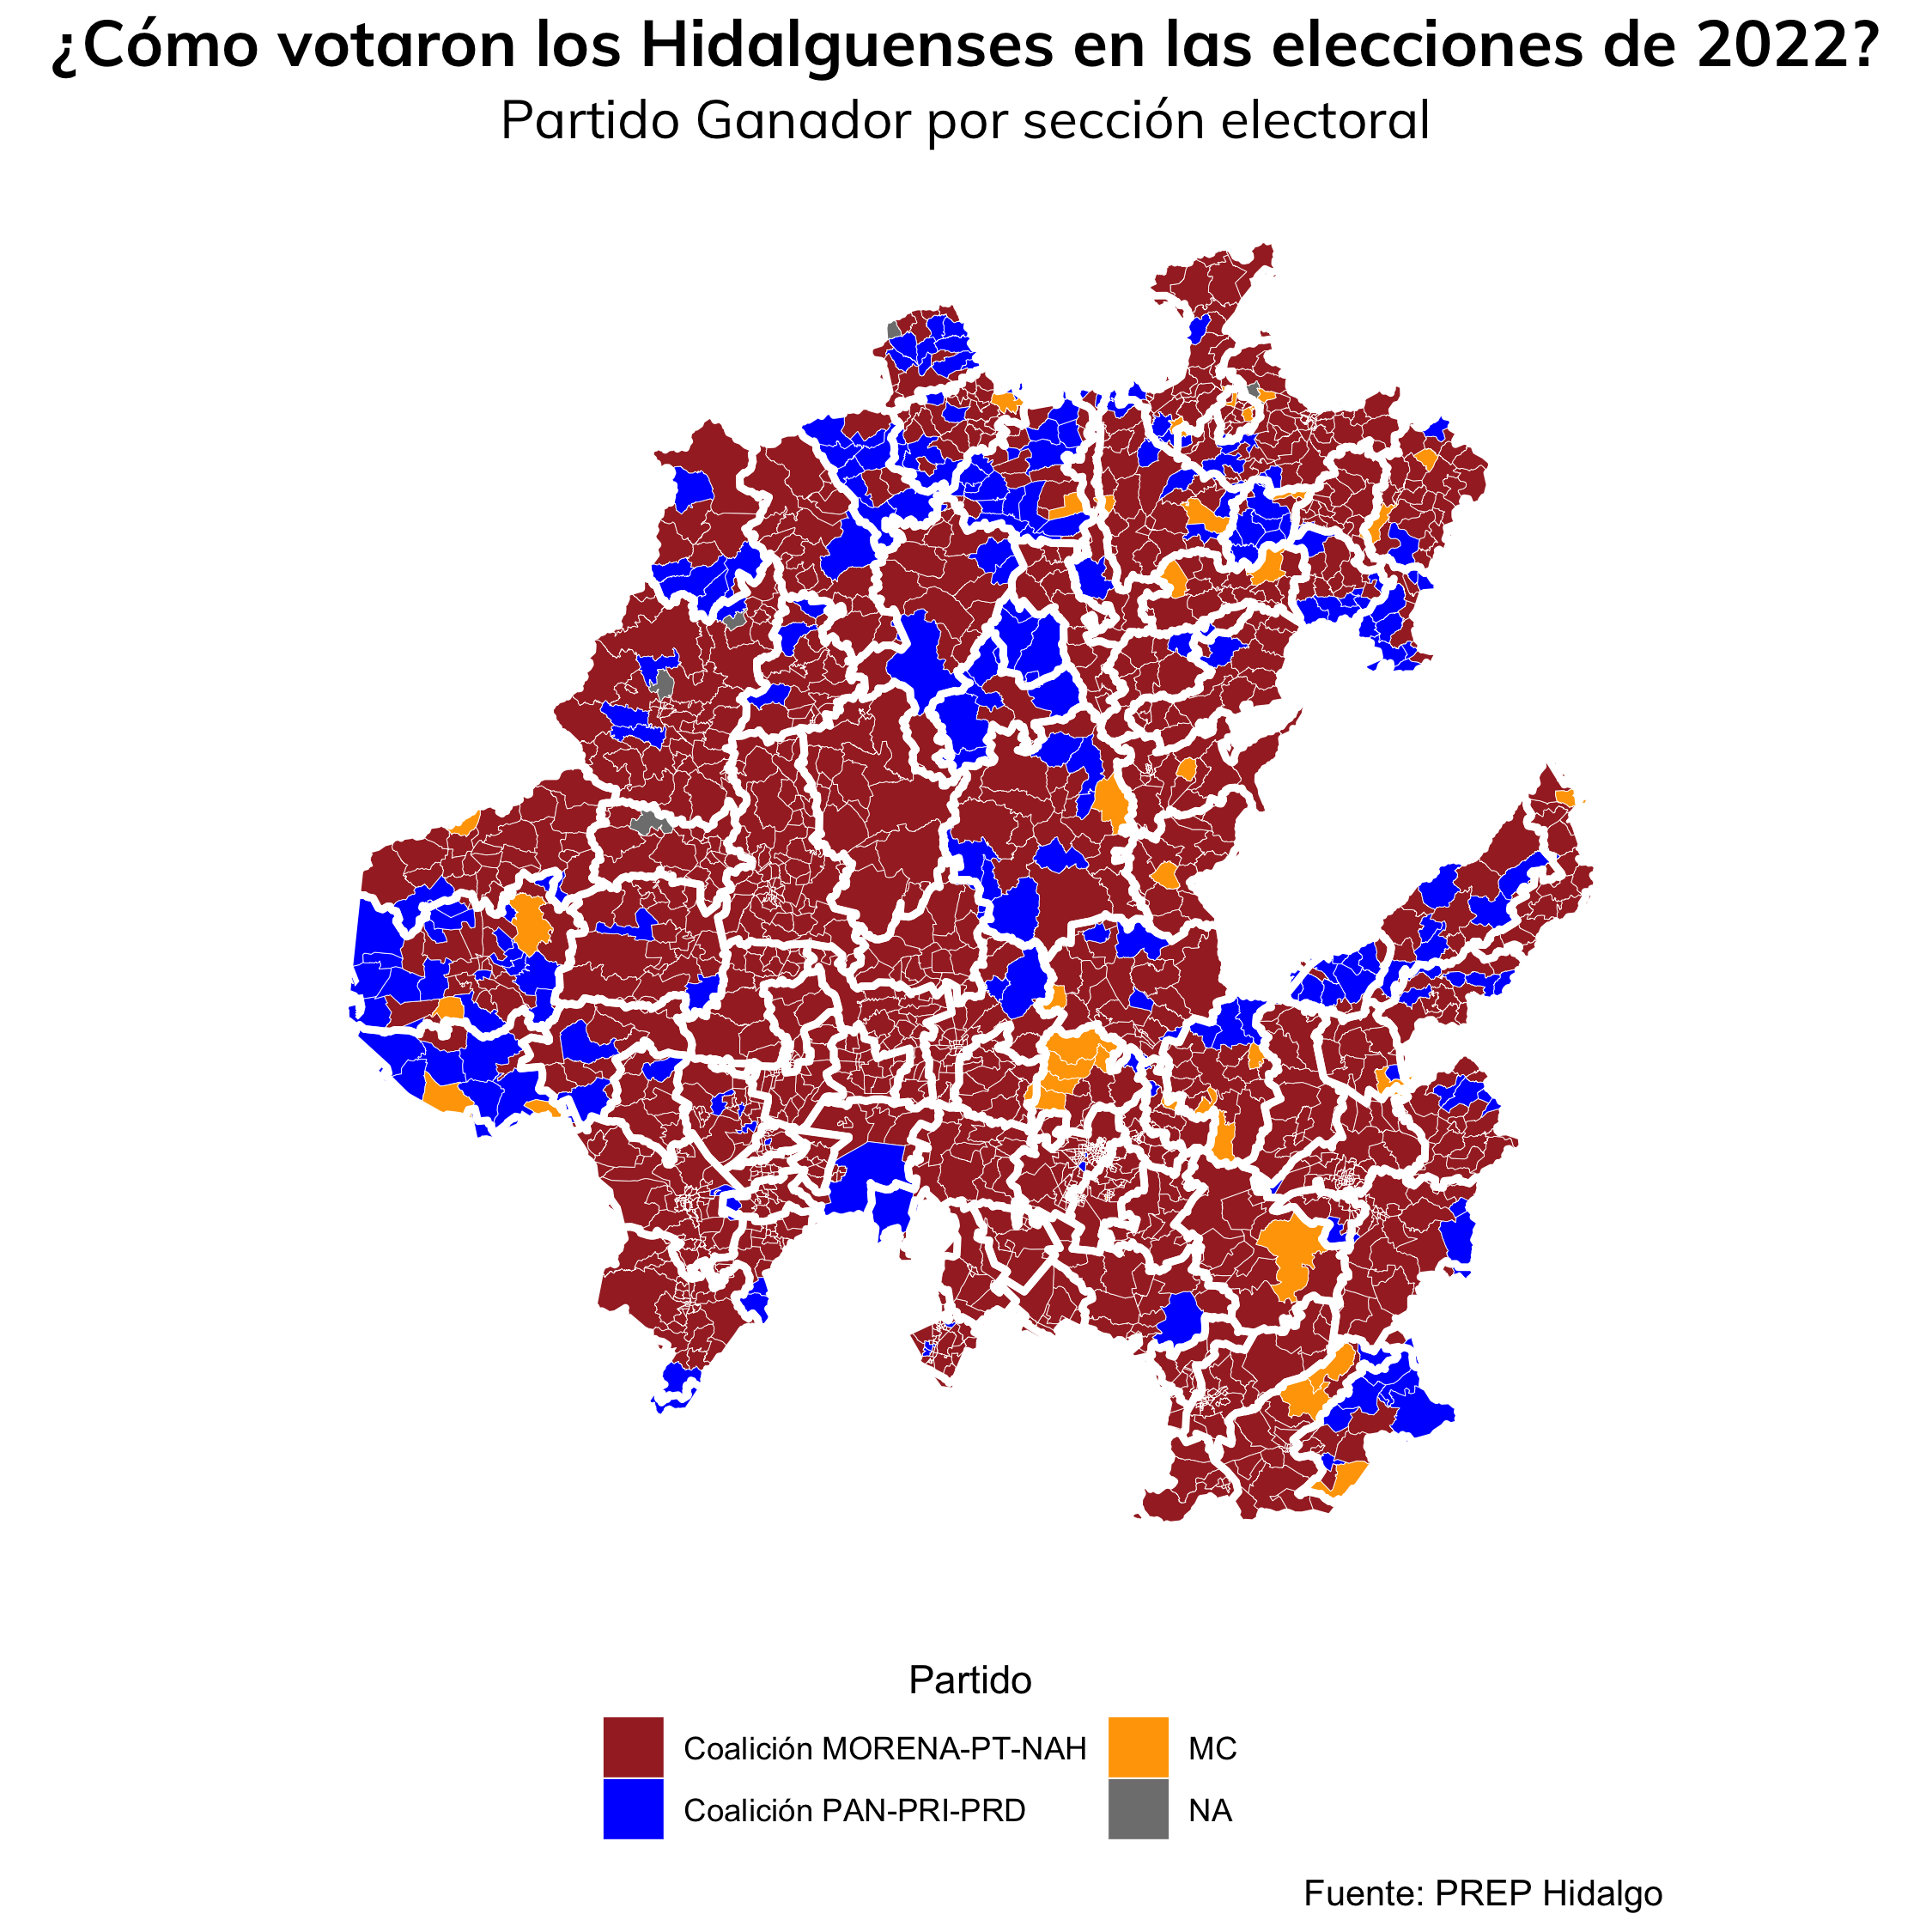 ¿Cómo votaron los Hidalguenses en las elecciones de 2022?
Partido Ganador por sección electoral
Partido
Coalición MORENA-PT-NAH
Coalición PAN-PRI-PRD
MC
NA
Fuente: PREP Hidalgo